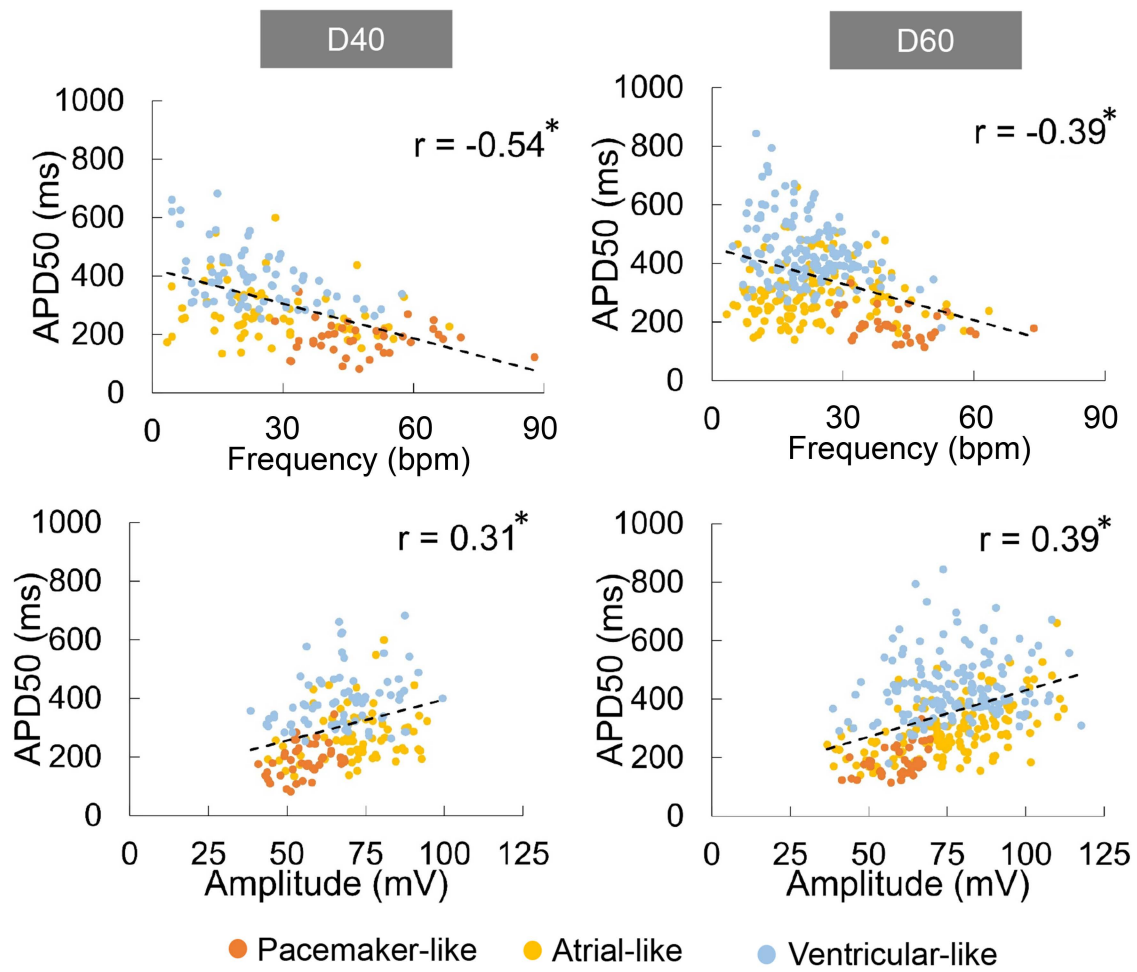 D40
D60
1000
800
600
400
200
0
APD50 (ms)
r = -0.54*
0 30 60 90
Frequency (bpm)
1000
800
600
400
200
0
APD50 (ms)
r = -0.39*
0 30 60 90
Frequency (bpm)
1000
800
600
400
200
0
APD50 (ms)
r = 0.31*
0 25 50 75 100 125
Amplitude (mV)
1000
800
600
400
200
0
APD50 (ms)
r = 0.39*
0 25 50 75 100 125
Amplitude (mV)
Pacemaker-like Atrial-like Ventricular-like